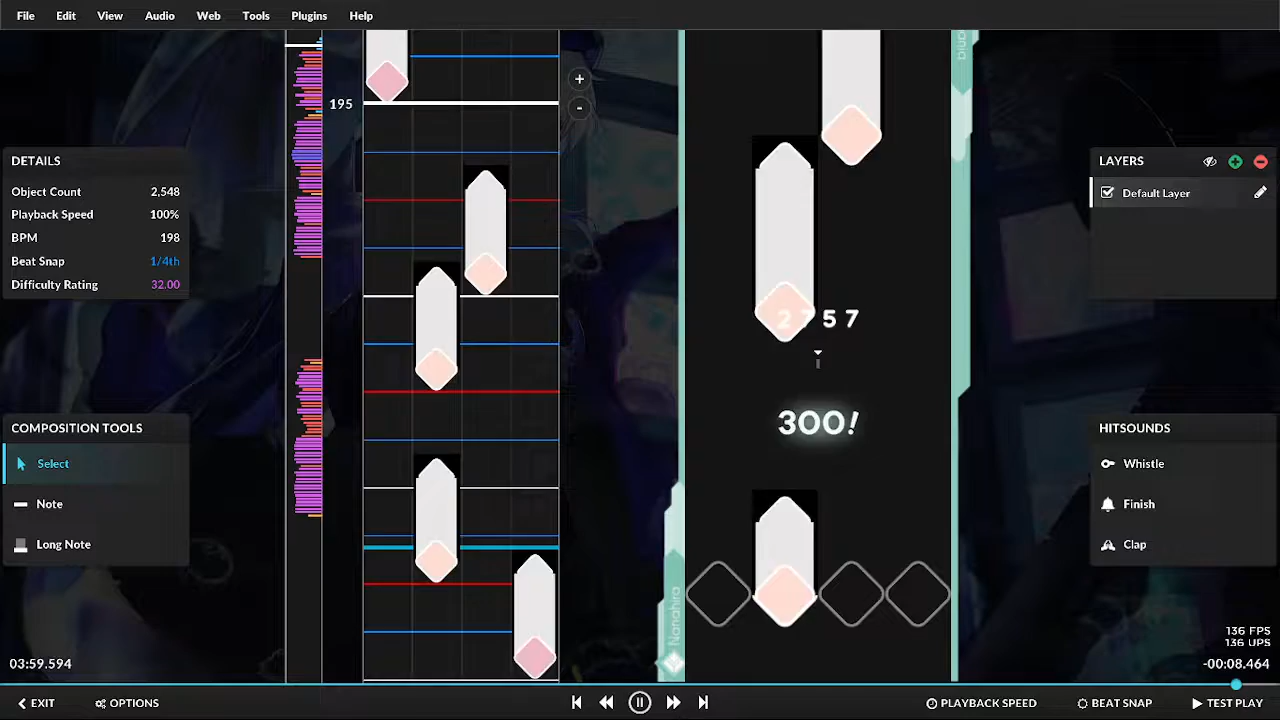 File Edit View Audio Web Tools Plugins Help
195
+
-
DETAILS
Object Count 2,548
Speed 100%
BPM 198
Beat Snap 1/4th
Difficulty Rating 32.00
COMPOSITION TOOLS
Select
Note
Long Note
2757
300!
Nanahira
LAYERS
Default Layer
HITSOUNDS
Whistle
Finish
Clap
136 FPS
136 UPS
03:59.594
-00:08.464
EXIT
OPTIONS
PLAYBACK SPEED
BEAT SNAP
TEST PLAY